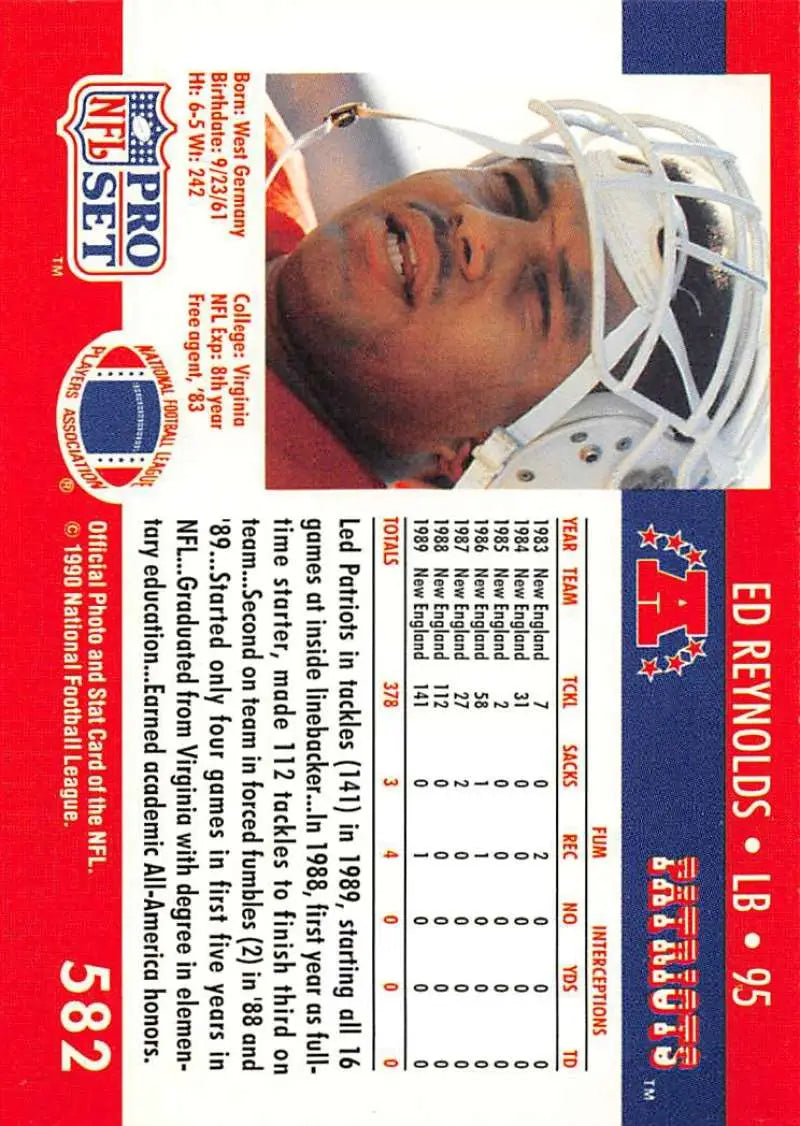 ED REYNOLDS • LB • 95
A
PATRIOTS TM
FUM INTERCEPTIONS
YEAR TEAM TCKL SACKS REC NO YDS TD
1983 New England 7 0 2 0 0 0
1984 New England 31 0 0 0 0 0
1985 New England 2 0 0 0 0 0
1986 New England 58 1 1 0 0 0
1987 New England 27 2 0 0 0 0
1988 New England 112 0 0 0 0 0
1989 New England 141 0 1 0 0 0
TOTALS 378 3 4 0 0 0
Led Patriots in tackles (141) in 1989, starting all 16
games at inside linebacker...In 1988, first year as full-
time starter, made 112 tackles to finish third on
team...Second on team in forced fumbles (2) in '88 and
'89...Started only four games in first five years in
NFL...Graduated from Virginia with degree in elemen-
tary education...Earned academic All-America honors.
Born: West Germany
Birthdate: 9/23/61
Ht: 6-5 Wt: 242
College: Virginia
NFL Exp: 8th year
Free agent, '83
NFL
PRO
SET
TM
NATIONAL FOOTBALL LEAGUE
PLAYERS ASSOCIATION ®
Official Photo and Stat Card of the NFL.
© 1990 National Football League.
582